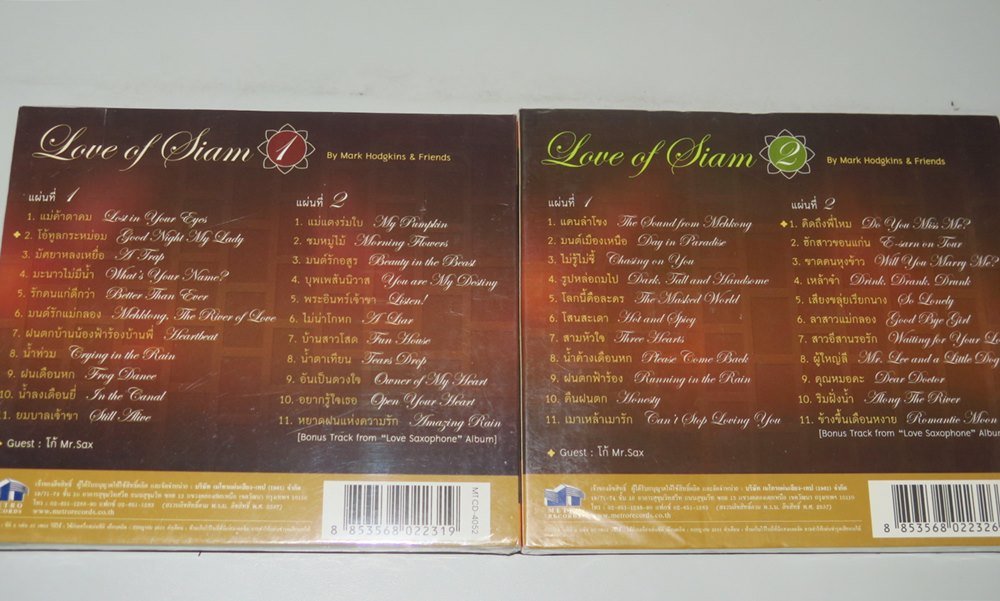 Love of Siam 1 By Mark Hodgkins & Friends
แผ่นที่ 1
1. แม่ค้าตาคม Lost in Your Eyes
2. โอ้ทูลกระหม่อม Good Night My Lady
3. มัศยาหลงเหยื่อ A Trap
4. มะนาวไม่มีน้ำ What's Your Name?
5. รักคนแก่ดีกว่า Better Than Ever
6. มนต์รักแม่กลอง Mehklong, The River of Love
7. ฝนตกบ้านน้องฟ้าร้องบ้านพี่ Heartbeat
8. น้ำท่วม Crying in the Rain
9. ฝนเดือนหก Frog Dance
10. น้ำลงเดือนยี่ In the Canal
11. ยมบาลเจ้าขา Still Alive
Guest : โก้ Mr.Sax
แผ่นที่ 2
1. แม่แตงร่มใบ My Pumpkin
2. ชมหมู่ไม้ Morning Flowers
3. มนต์รักอสูร Beauty in the Beast
4. บุพเพสันนิวาส You are My Destiny
5. พระอินทร์เจ้าขา Listen!
6. ไม่น่าโกหก A Liar
7. บ้านสาวโสด Fun House
8. น้ำตาเทียน Tears Drop
9. อันเป็นดวงใจ Owner of My Heart
10. อยากรู้ใจเธอ Open Your Heart
11. หยาดฝนแห่งความรัก Amazing Rain
[Bonus Track from "Love Saxophone" Album]
METRO
RECORDS
www.metrorecords.co.th
8 853568 022319
MTCD-4052
Love of Siam 2 By Mark Hodgkins & Friends
แผ่นที่ 1
1. แดนลำโขง The Sound from Mehkong
2. มนต์เมืองเหนือ Day in Paradise
3. ไม่รู้ไม่ชี้ Chasing on You
4. รูปหล่อถมไป Dark, Tall and Handsome
5. โลกนี้คือละคร The Masked World
6. โสนสะเดา Hot and Spicy
7. สามหัวใจ Three Hearts
8. น้ำค้างเดือนหก Please Come Back
9. ฝนตกฟ้าร้อง Running in the Rain
10. คืนฝนตก Honesty
11. เมาเหล้าเมารัก Can't Stop Loving You
Guest : โก้ Mr.Sax
แผ่นที่ 2
1. คิดถึงพี่ไหม Do You Miss Me?
2. ฮักสาวขอนแก่น E-sarn on Tour
3. ขาดคนหุงข้าว Will You Marry Me?
4. เหล้าจ๋า Drink, Drank, Drunk
5. เสียงขลุ่ยเรียกนาง So Lonely
6. ลาสาวแม่กลอง Good Bye Girl
7. สาวอีสานรอรัก Waiting for Your Lo
8. ผู้ใหญ่ลี Mr. Lee and a Little Dog
9. คุณหมอคะ Dear Doctor
10. ริมฝั่งน้ำ Along The River
11. ข้างขึ้นเดือนหงาย Romantic Moon
[Bonus Track from "Love Saxophone" Album
METRO
RECORDS
www.metrorecords.co.th
8 853568 022326